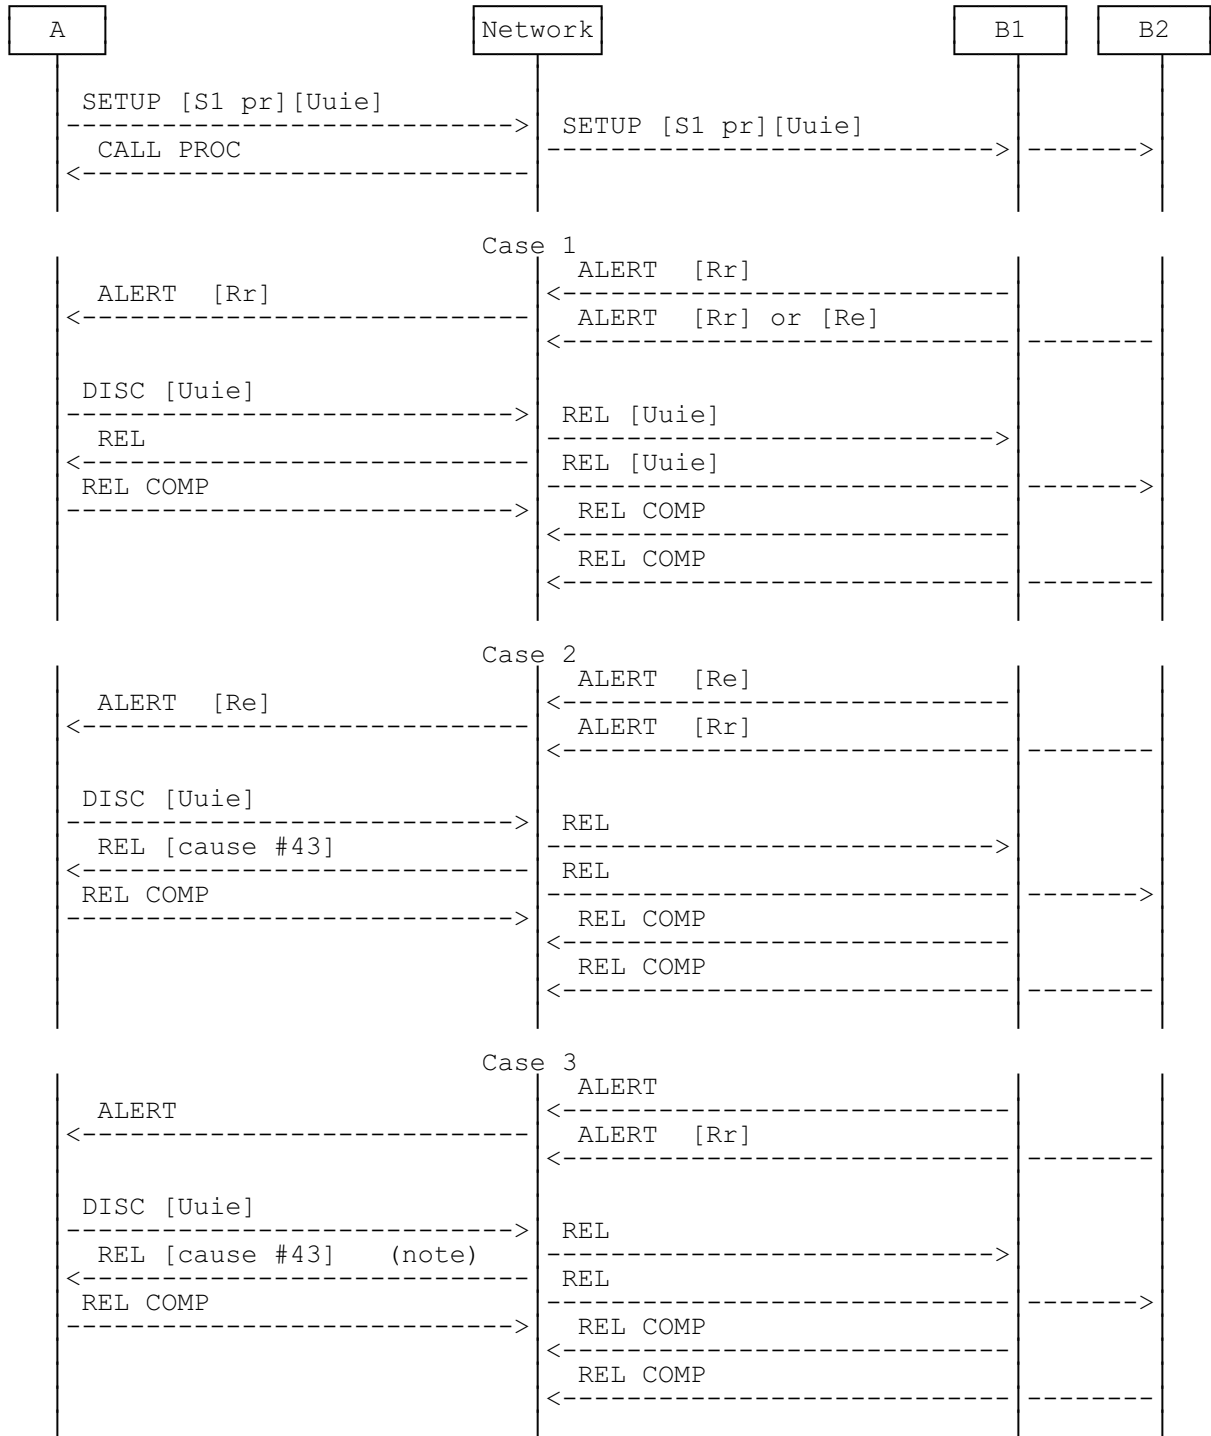 A Network B1 B2
SETUP [S1 pr][Uuie]
SETUP [S1 pr][Uuie]
CALL PROC
Case 1
ALERT [Rr]
ALERT [Rr]
ALERT [Rr] or [Re]
DISC [Uuie]
REL [Uuie]
REL
REL [Uuie]
REL COMP
REL COMP
REL COMP
Case 2
ALERT [Re]
ALERT [Re]
ALERT [Rr]
DISC [Uuie]
REL
REL [cause #43]
REL
REL COMP
REL COMP
REL COMP
Case 3
ALERT
ALERT
ALERT [Rr]
DISC [Uuie]
REL
REL [cause #43] (note)
REL
REL COMP
REL COMP
REL COMP